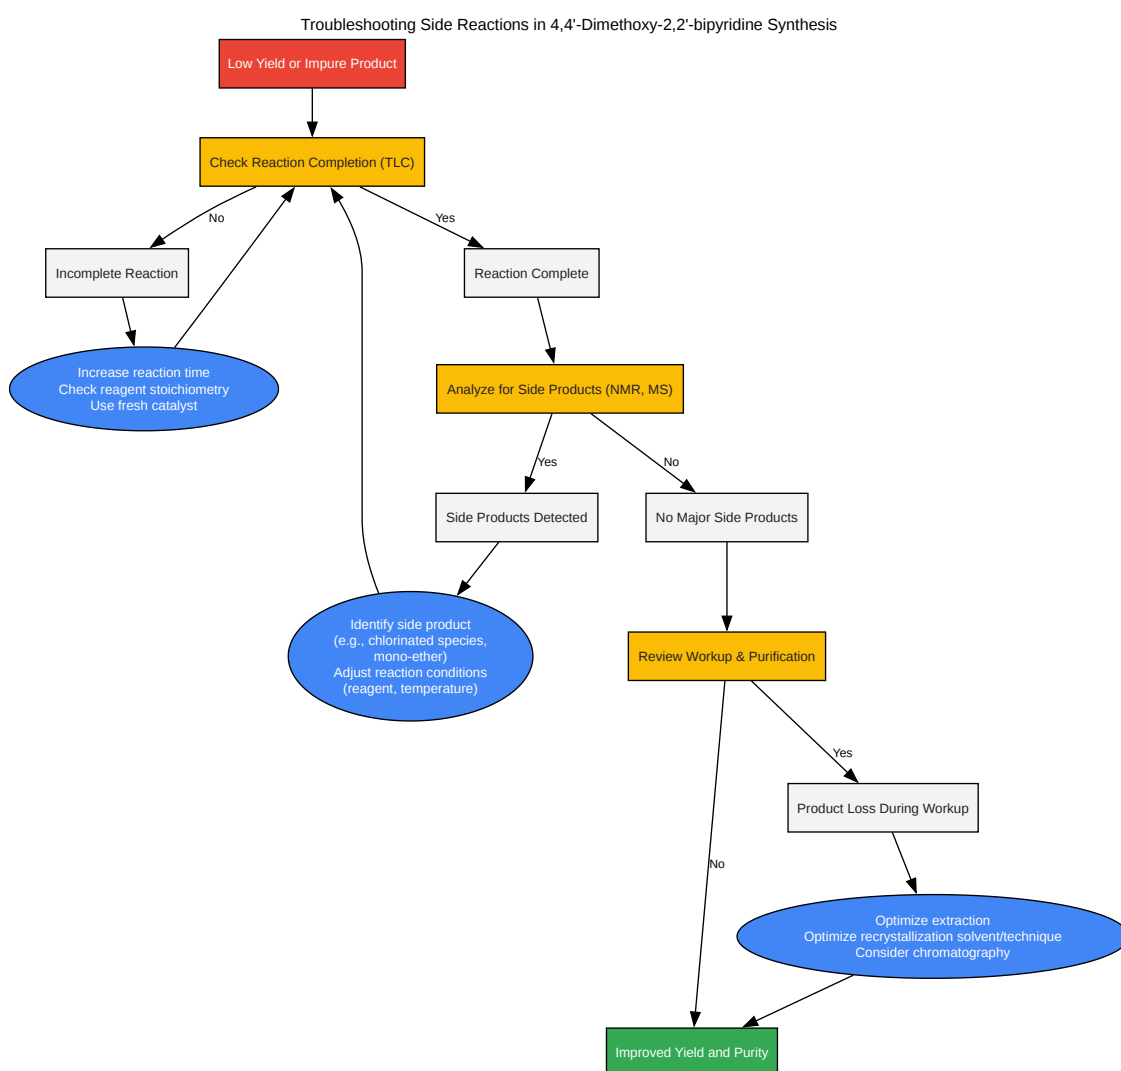 Troubleshooting Side Reactions in 4,4'-Dimethoxy-2,2'-bipyridine Synthesis
Low Yield or Impure Product
Check Reaction Completion (TLC)
No
Yes
Incomplete Reaction
Reaction Complete
Increase reaction time
Check reagent stoichiometry
Use fresh catalyst
Analyze for Side Products (NMR, MS)
Yes
No
Side Products Detected
No Major Side Products
Identify side product
(e.g., chlorinated species,
mono-ether)
Adjust reaction conditions
(reagent, temperature)
Review Workup & Purification
Yes
Product Loss During Workup
No
Optimize extraction
Optimize recrystallization solvent/technique
Consider chromatography
Improved Yield and Purity